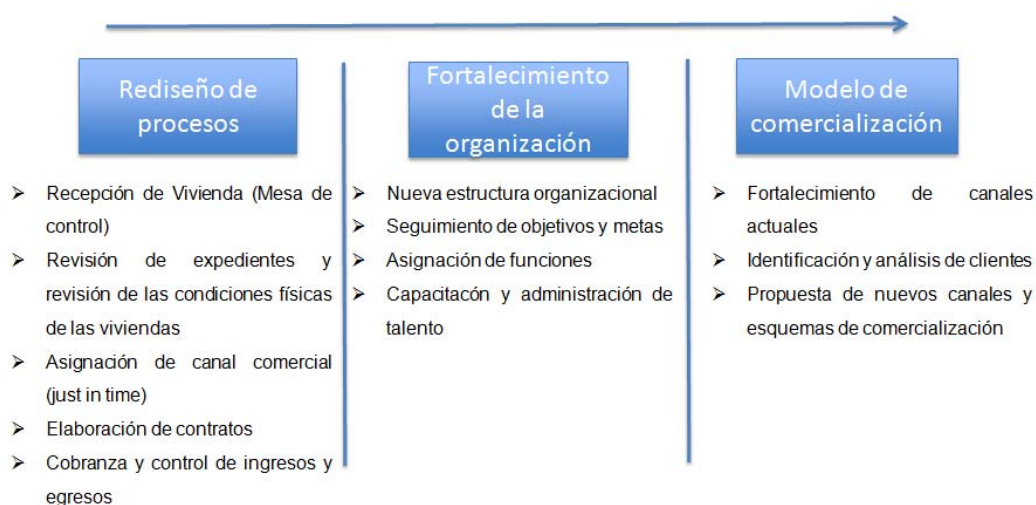 Rediseño de
procesos
➢ Recepción de Vivienda (Mesa de
control)
➢ Revisión de expedientes y
revisión de las condiciones físicas
de las viviendas
➢ Asignación de canal comercial
(just in time)
➢ Elaboración de contratos
➢ Cobranza y control de ingresos y
egresos
Fortalecimiento
de la
organización
➢ Nueva estructura organizacional
➢ Seguimiento de objetivos y metas
➢ Asignación de funciones
➢ Capacitacón y administración de
talento
Modelo de
comercialización
➢ Fortalecimiento de canales
actuales
➢ Identificación y análisis de clientes
➢ Propuesta de nuevos canales y
esquemas de comercialización